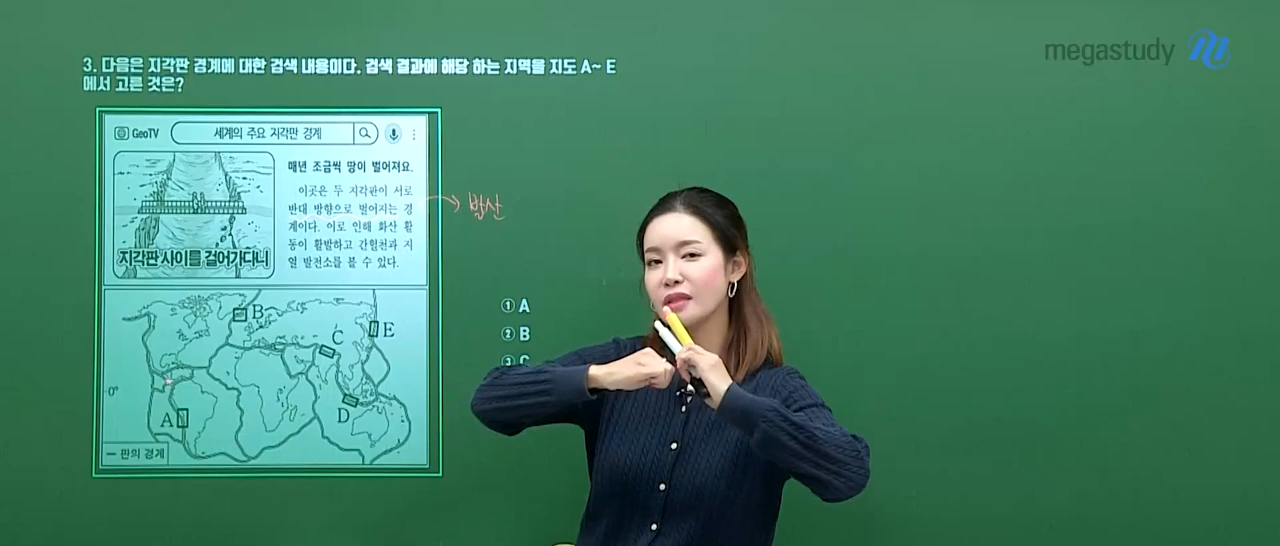 megastudy
3. 다음은 지각판 경계에 대한 검색 내용이다. 검색 결과에 해당 하는 지역을 지도 A~ E
에서 고른 것은?
GeoTV
세계의 주요 지각판 경계
매년 조금씩 땅이 벌어져요.
이곳은 두 지각판이 서로
반대 방향으로 벌어지는 경
계이다. 이로 인해 화산 활
동이 활발하고 간헐천과 지
열 발전소를 볼 수 있다.
지각판 사이를 걸어가다니
발산
B
E
C
0°
A
D
판의 경계
① A
② B
③ C